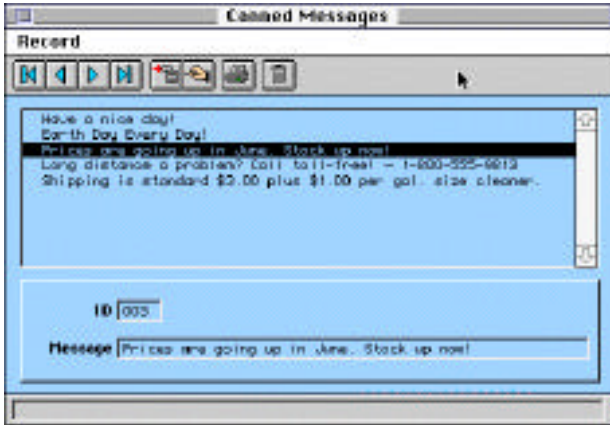 Canned Messages
Record
Have a nice day!
Earth Day Every Day!
Prices are going up in June. Stock up now!
Long distance a problem? Call toll-free! - 1-800-555-9813
Shipping is standard $3.00 plus $1.00 per gal. size cleaner.
ID 003
Message Prices are going up in June. Stock up now!